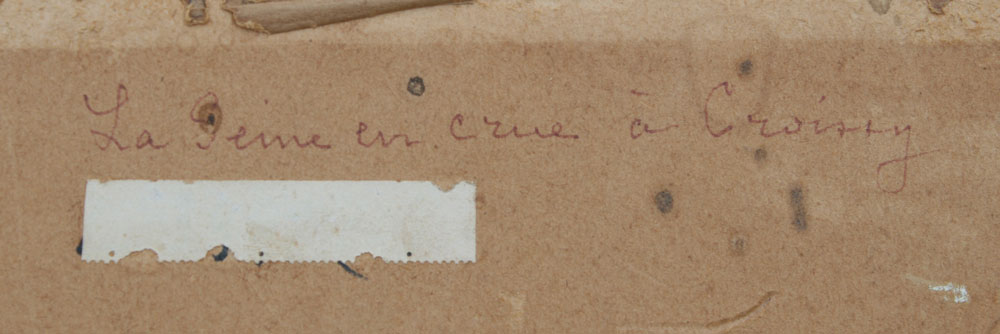 La Seine en crue à Croissy